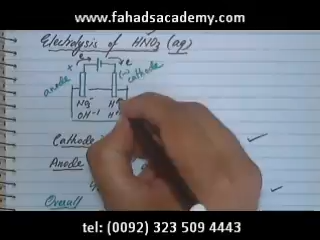 www.fahadsacademy.com
Electrolysis of HNO3 (aq)
e e
+ (-)
anode cathode
NO3- H+
OH-1 H+
Cathode
Anode
Overall
tel: (0092) 323 509 4443